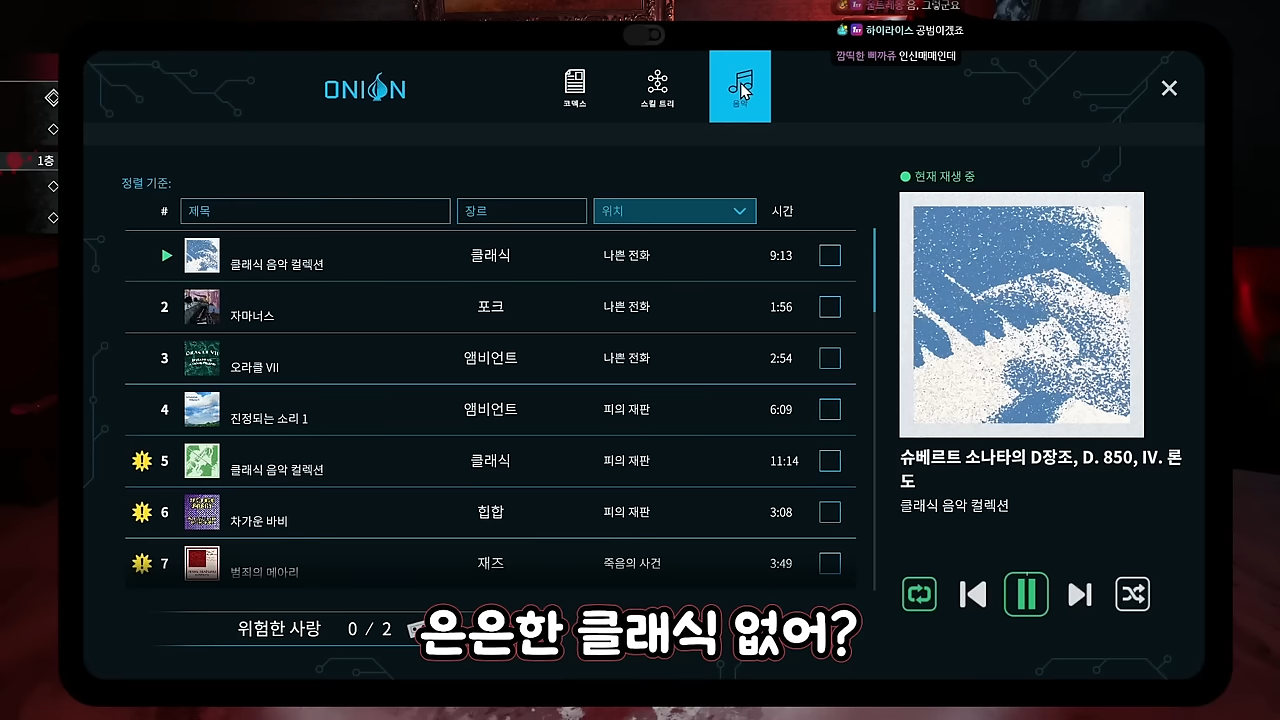 음, 그렇군요
하이라이스 공범이겠죠
깜띡한 삐까쥬 인신매매인데
ONION
코덱스
스킬 트리
음악
1층
정렬 기준:
# 제목 장르 위치 시간
클래식 음악 컬렉션 클래식 나쁜 전화 9:13
2 자마너스 포크 나쁜 전화 1:56
3 오라클 VII 앰비언트 나쁜 전화 2:54
4 진정되는 소리 1 앰비언트 피의 재판 6:09
5 클래식 음악 컬렉션 클래식 피의 재판 11:14
6 차가운 바비 힙합 피의 재판 3:08
7 범죄의 메아리 재즈 죽음의 사건 3:49
위험한 사랑 0 / 2
현재 재생 중
슈베르트 소나타의 D장조, D. 850, IV. 론
도
클래식 음악 컬렉션
은은한 클래식 없어?